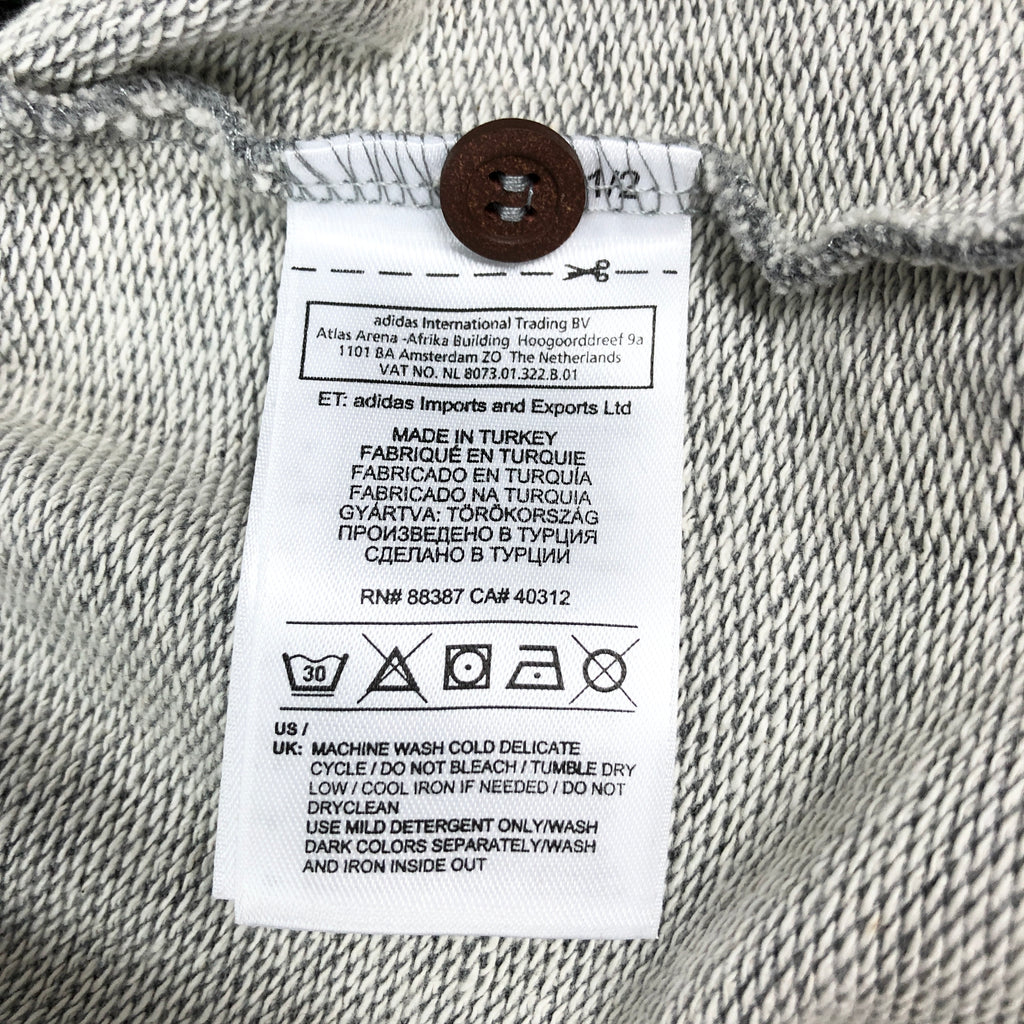 1/2
adidas International Trading BV
Atlas Arena -Afrika Building Hoogoorddreef 9a
1101 BA Amsterdam ZO The Netherlands
VAT NO. NL 8073.01.322.B.01
ET: adidas Imports and Exports Ltd
MADE IN TURKEY
FABRIQUÉ EN TURQUIE
FABRICADO EN TURQUÍA
FABRICADO NA TURQUIA
GYÁRTVA: TÖRÖKORSZÁG
ПРОИЗВЕДЕНО В ТУРЦИЯ
СДЕЛАНО В ТУРЦИИ
RN# 88387 CA# 40312
30
US /
UK: MACHINE WASH COLD DELICATE
CYCLE / DO NOT BLEACH / TUMBLE DRY
LOW / COOL IRON IF NEEDED / DO NOT
DRYCLEAN
USE MILD DETERGENT ONLY/WASH
DARK COLORS SEPARATELY/WASH
AND IRON INSIDE OUT